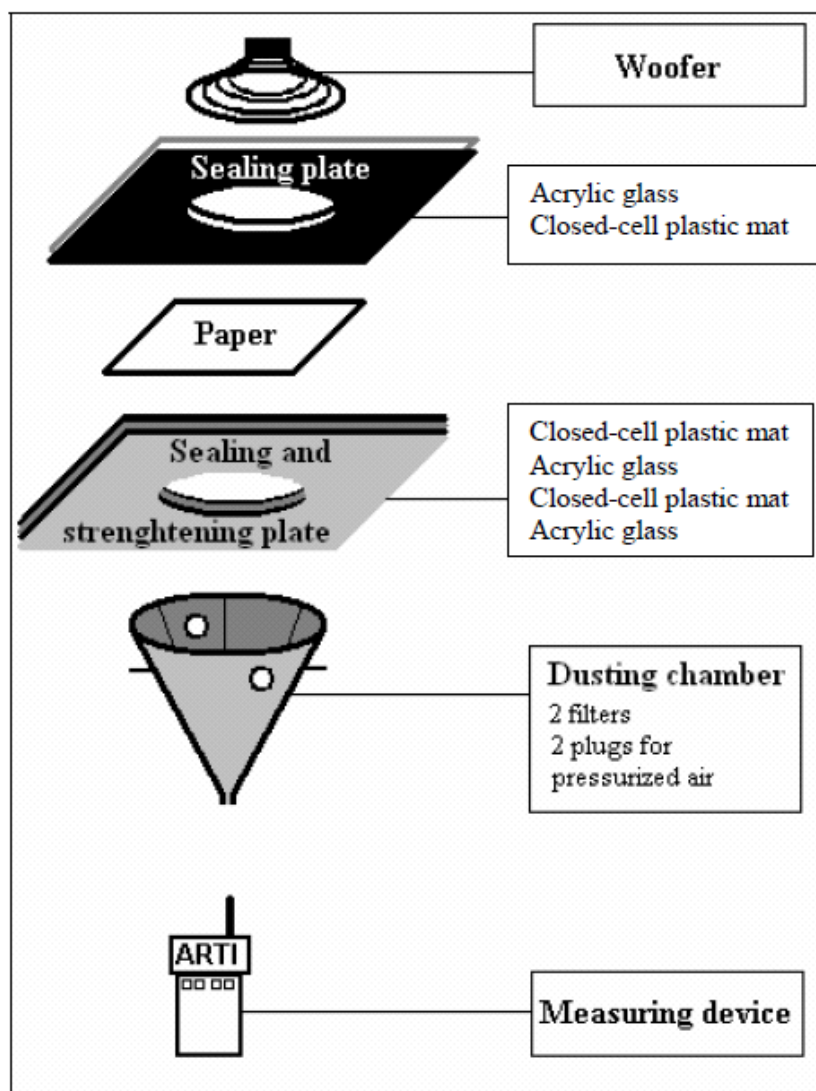 Woofer
Sealing plate
Acrylic glass
Closed-cell plastic mat
Paper
Sealing and
strenghtening plate
Closed-cell plastic mat
Acrylic glass
Closed-cell plastic mat
Acrylic glass
Dusting chamber
2 filters
2 plugs for
pressurized air
ARTI
Measuring device